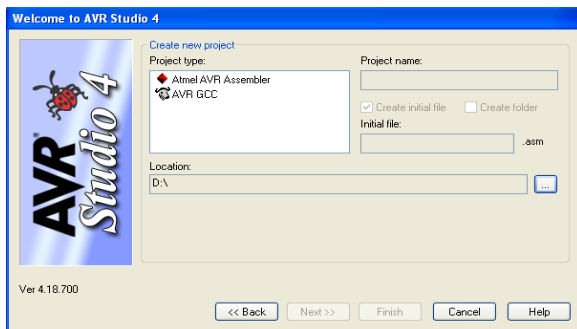 Welcome to AVR Studio 4
Create new project
Project type:
Atmel AVR Assembler
AVR GCC
Project name:
Create initial file
Create folder
Initial file:
.asm
Location:
D:\
...
AVR®
Studio 4
Ver 4.18.700
<< Back
Next >>
Finish
Cancel
Help